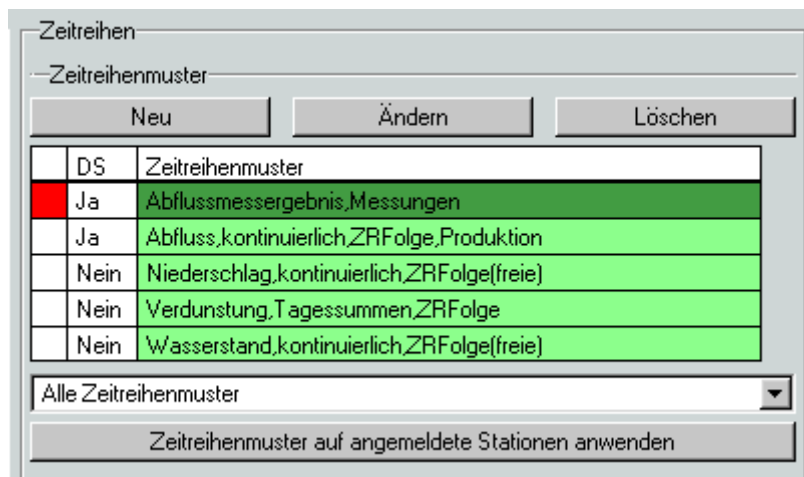 Zeitreihen
Zeitreihenmuster
Neu Ändern Löschen
DS Zeitreihenmuster
Ja Abflussmessergebnis,Messungen
Ja Abfluss,kontinuierlich,ZRFolge,Produktion
Nein Niederschlag,kontinuierlich,ZRFolge(freie)
Nein Verdunstung,Tagessummen,ZRFolge
Nein Wasserstand,kontinuierlich,ZRFolge(freie)
Alle Zeitreihenmuster
Zeitreihenmuster auf angemeldete Stationen anwenden